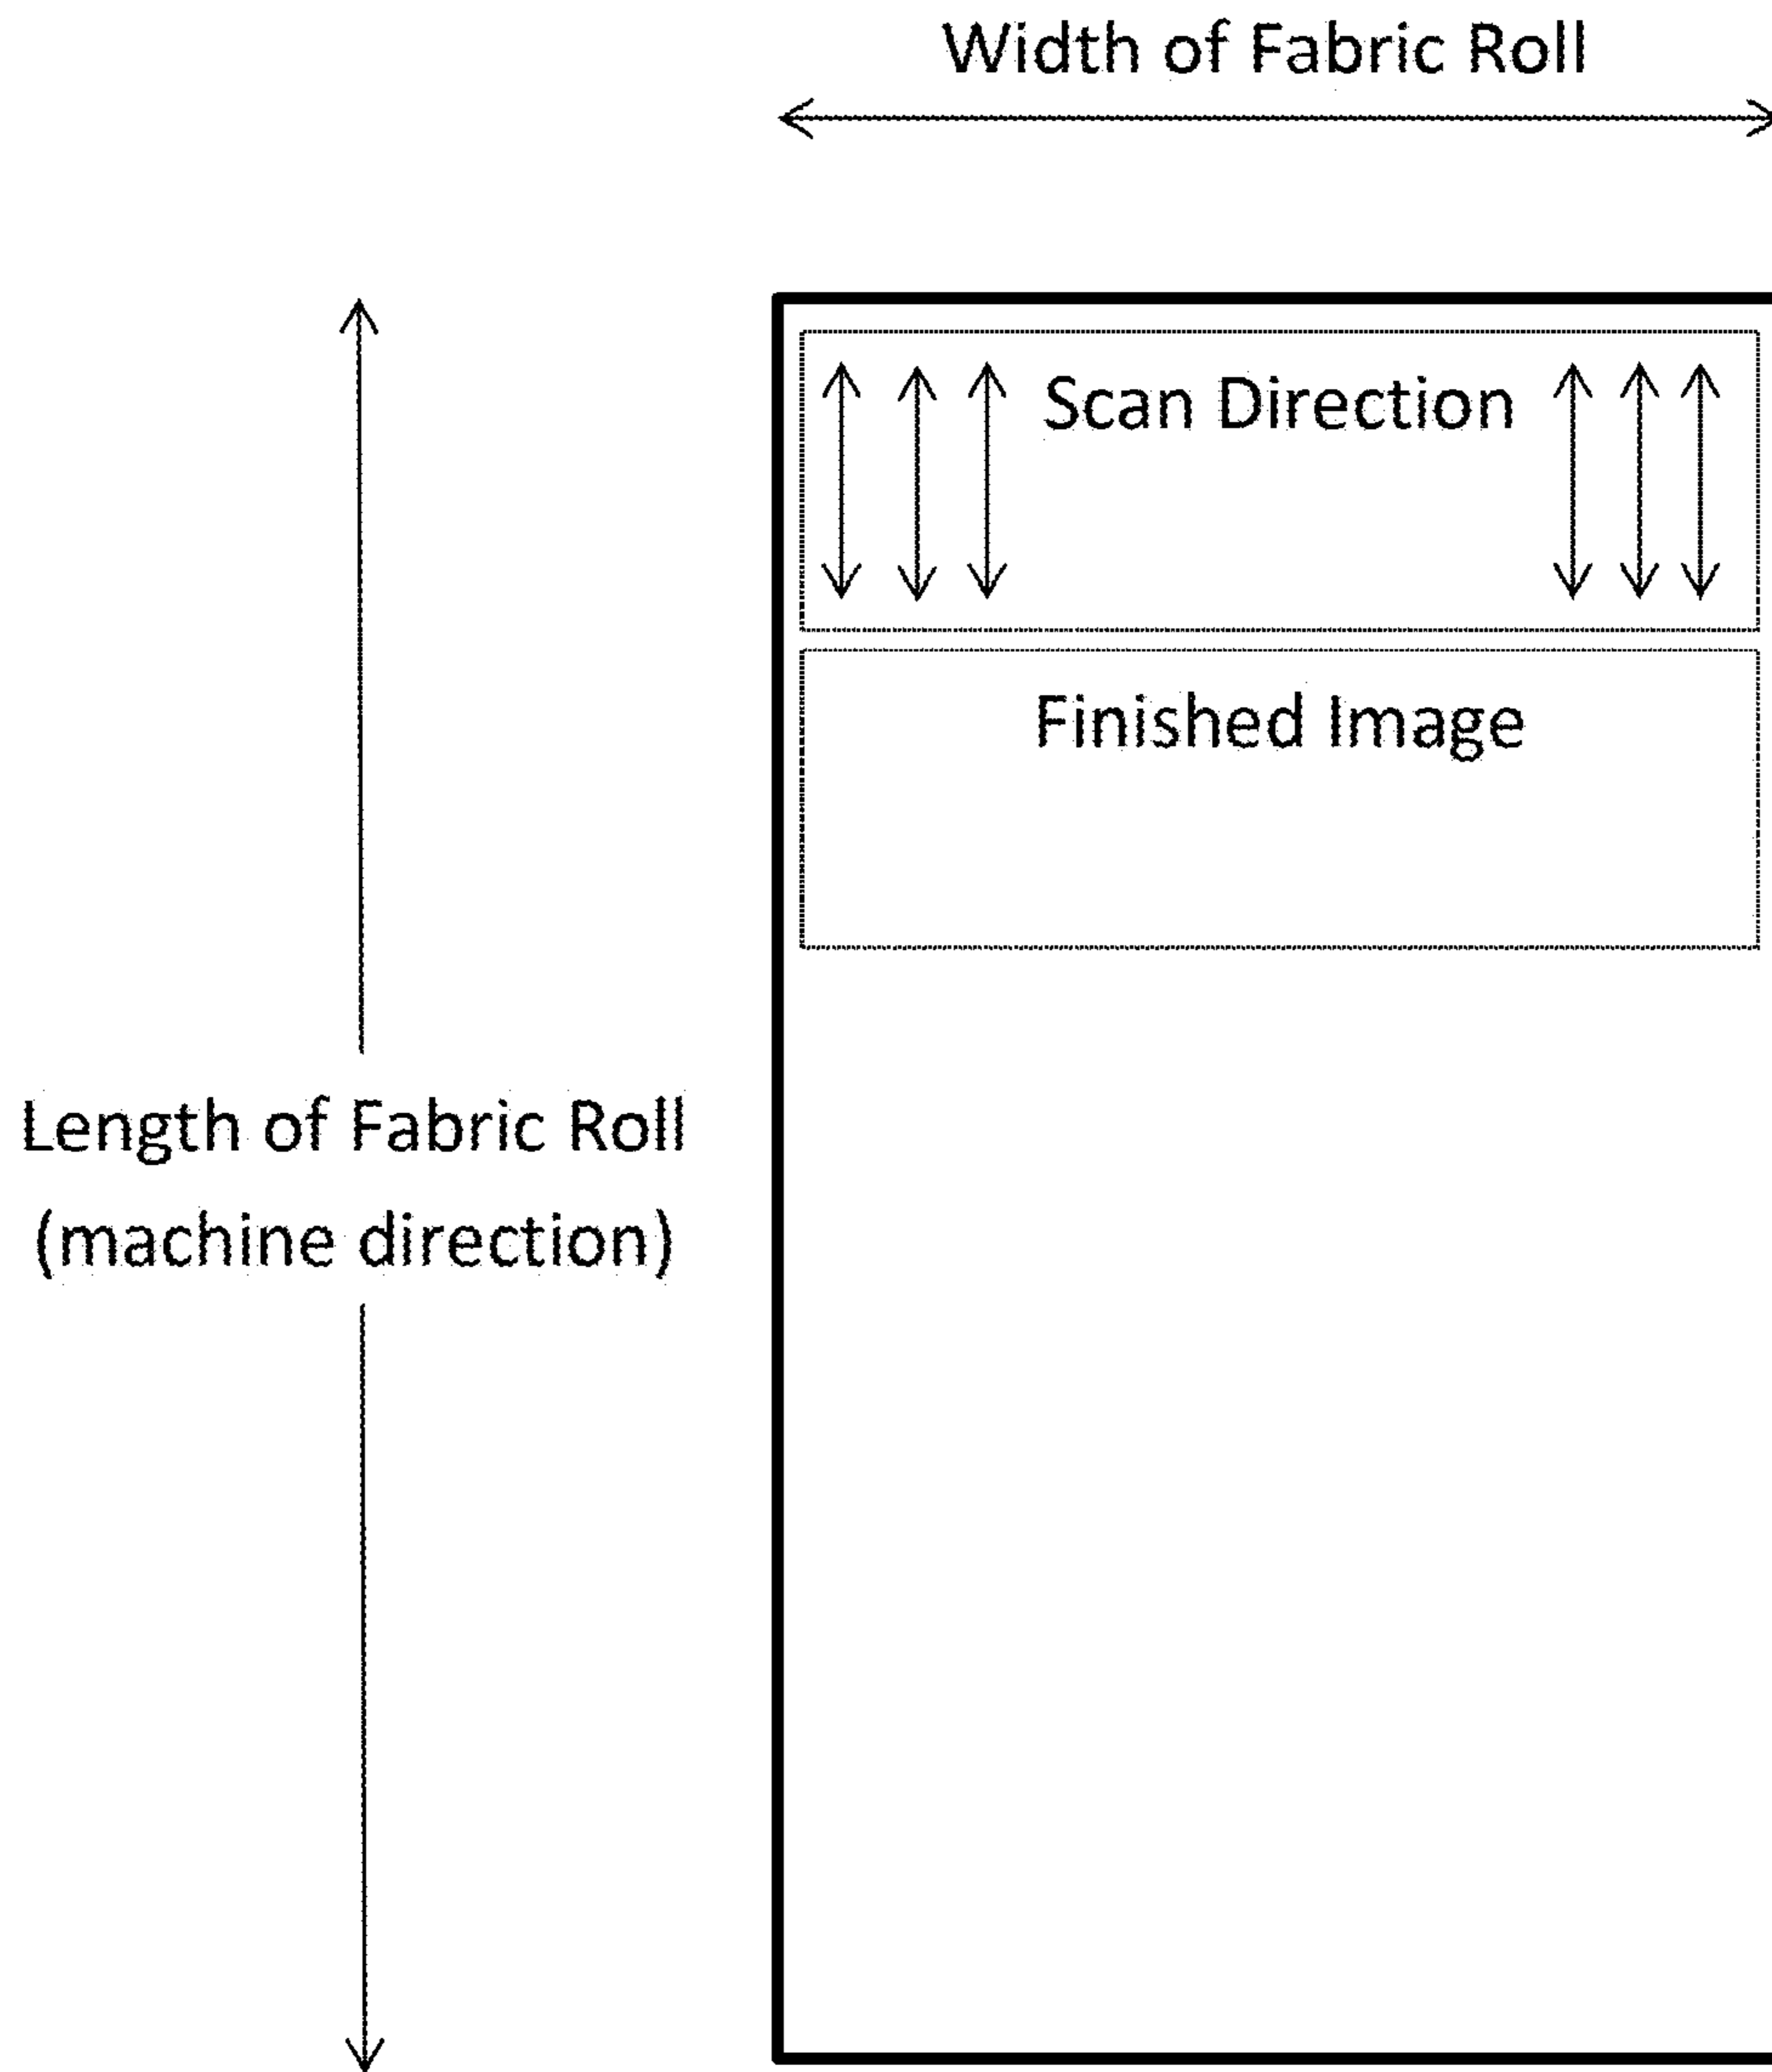 Width of Fabric Roll
Scan Direction
Finished Image
Length of Fabric Roll
(machine direction)